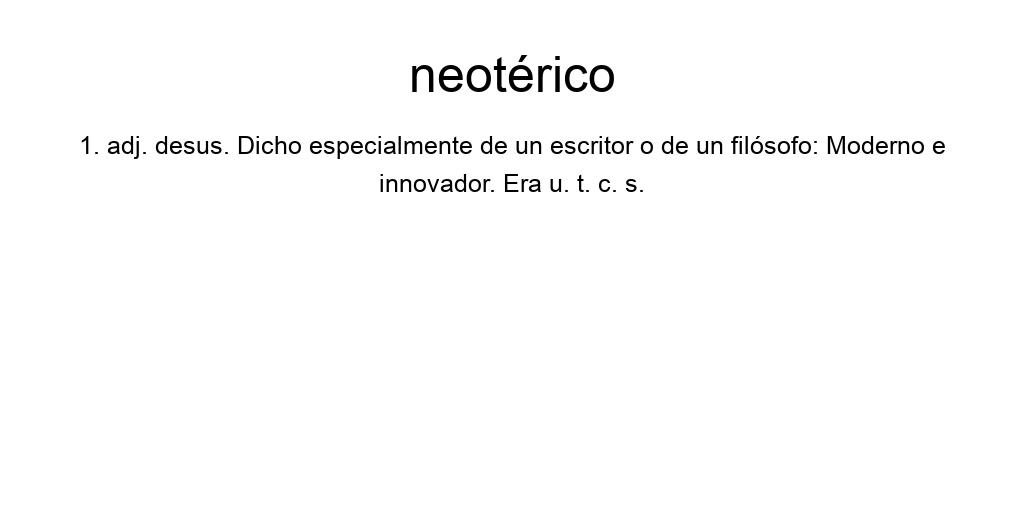 neotérico
1. adj. desus. Dicho especialmente de un escritor o de un filósofo: Moderno e
innovador. Era u. t. c. s.